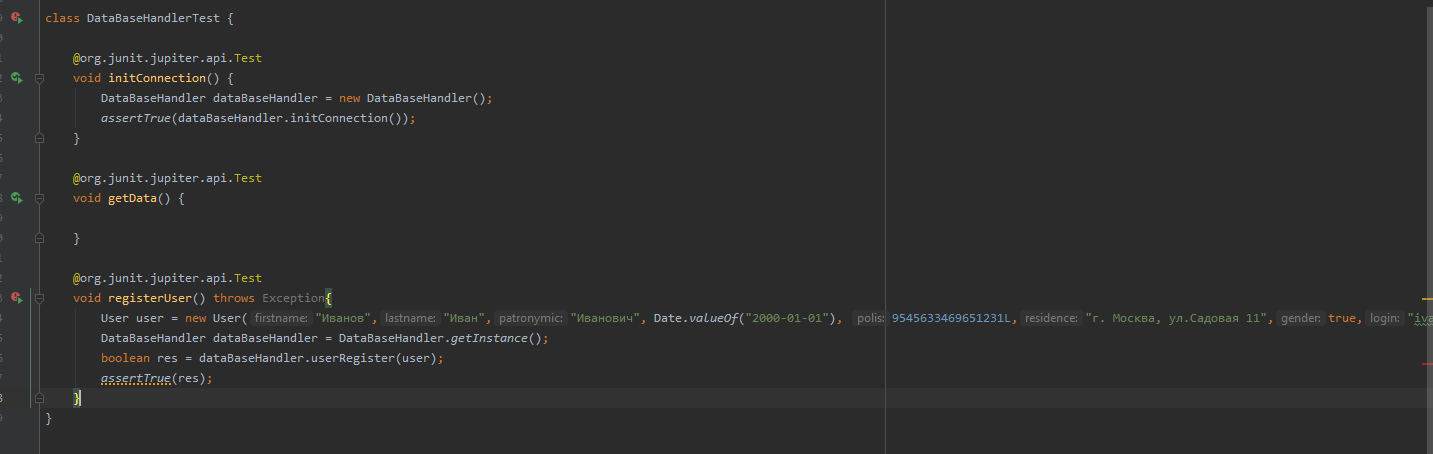 class DataBaseHandlerTest {
@org.junit.jupiter.api.Test
void initConnection() {
DataBaseHandler dataBaseHandler = new DataBaseHandler();
assertTrue(dataBaseHandler.initConnection());
}
@org.junit.jupiter.api.Test
void getData() {
}
@org.junit.jupiter.api.Test
void registerUser() throws Exception{
User user = new User( firstname: "Иванов", lastname: "Иван", patronymic: "Иванович", Date.valueOf("2000-01-01"), polis: 9545633469651231L, residence: "г. Москва, ул.Садовая 11", gender: true, login: "iva
DataBaseHandler dataBaseHandler = DataBaseHandler.getInstance();
boolean res = dataBaseHandler.userRegister(user);
assertTrue(res);
}
}